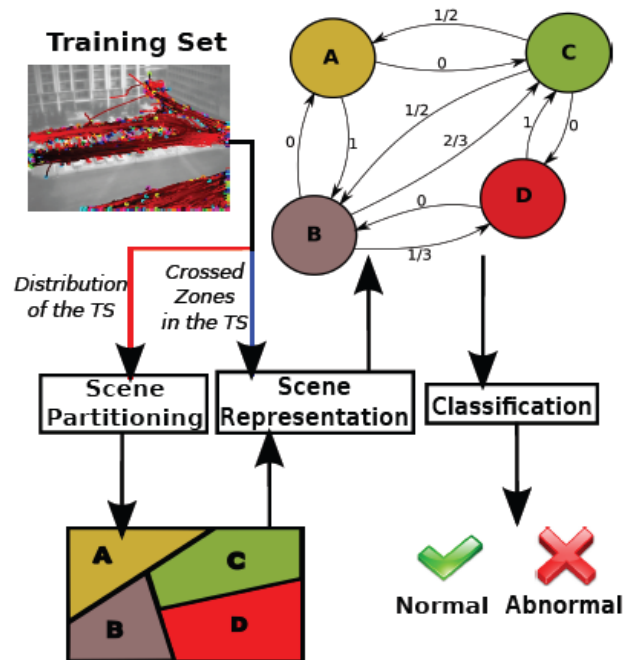 Training Set
A
C
B
D
1/2
0
1/2
2/3
0
1
1
0
0
1/3
Distribution
of the TS
Crossed
Zones
in the TS
Scene
Partitioning
Scene
Representation
Classification
A
C
B
D
Normal
Abnormal